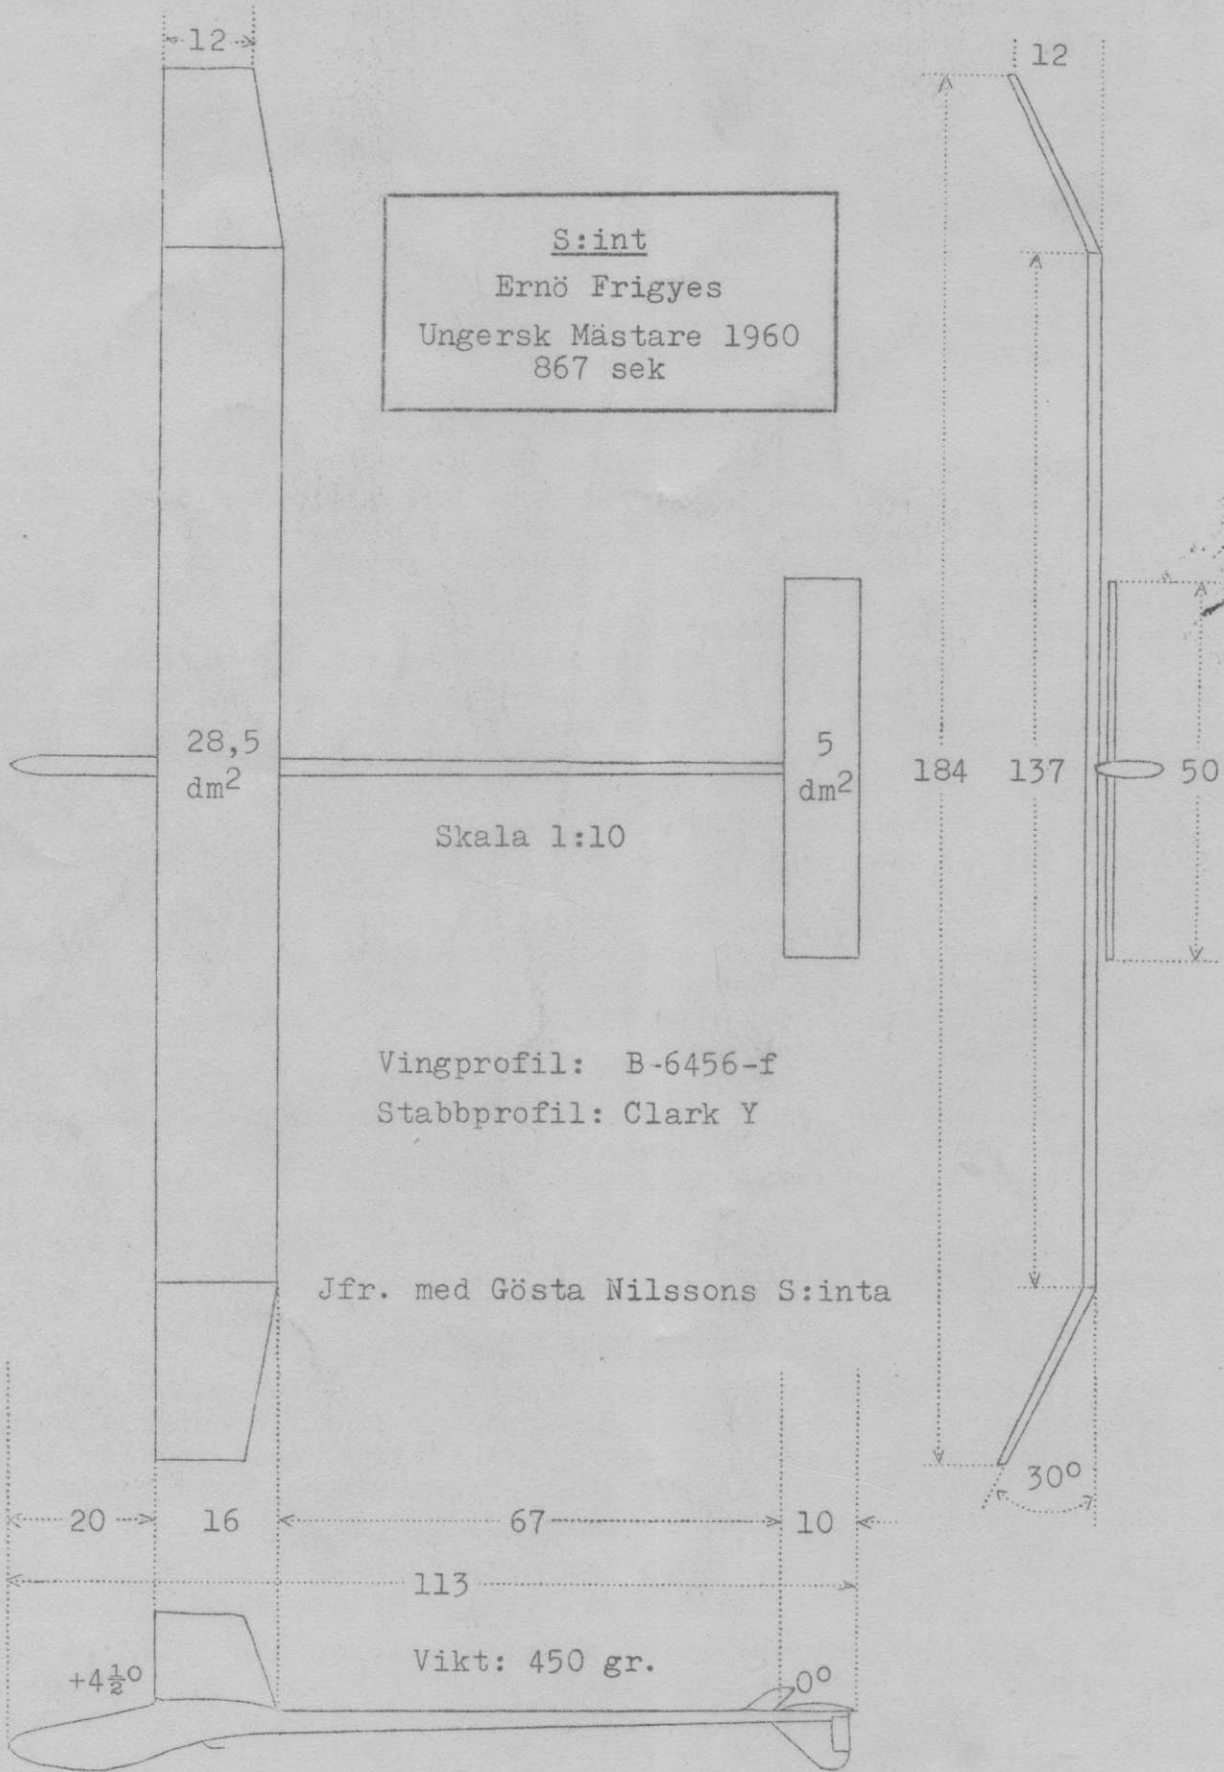 12
12
S:int
Ernö Frigyes
Ungersk Mästare 1960
867 sek
28,5
dm²
5
dm²
184
137
50
Skala 1:10
Vingprofil: B-6456-f
Stabbprofil: Clark Y
Jfr. med Gösta Nilssons S:inta
30°
20
16
67
10
113
Vikt: 450 gr.
+4½°
0°